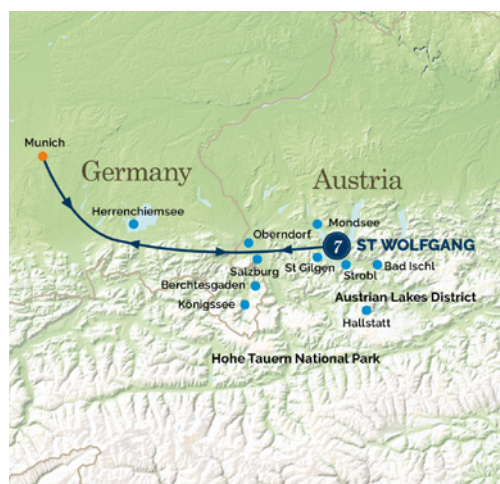 Munich
Germany
Austria
Herrenchiemsee
Mondsee
Oberndorf
7 ST WOLFGANG
Salzburg
St Gilgen
Strobl
Bad Ischl
Berchtesgaden
Königssee
Austrian Lakes District
Hallstatt
Hohe Tauern National Park